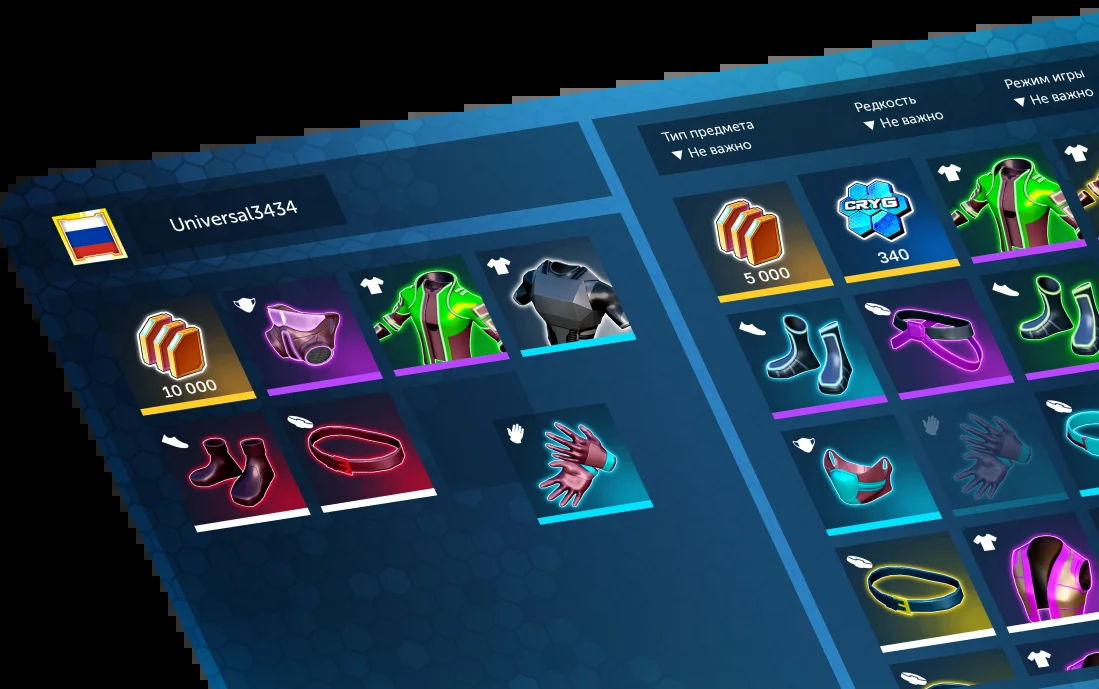 Universal3434
10 000
Тип предмета
▼ Не важно
Редкость
▼ Не важно
Режим игры
▼ Не важно
5 000
CRYG
340